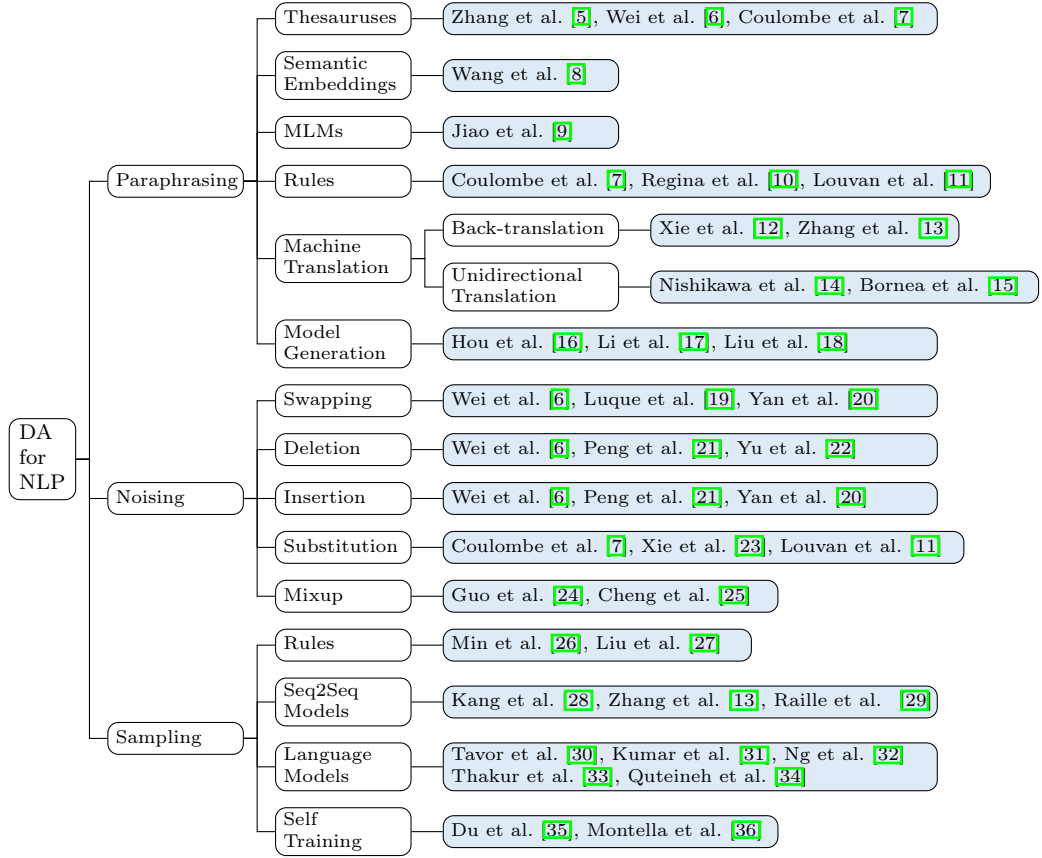 DA
for
NLP
Paraphrasing
Thesauruses
Zhang et al. [5], Wei et al. [6], Coulombe et al. [7]
Semantic
Embeddings
Wang et al. [8]
MLMs
Jiao et al. [9]
Rules
Coulombe et al. [7], Regina et al. [10], Louvan et al. [11]
Machine
Translation
Back-translation
Xie et al. [12], Zhang et al. [13]
Unidirectional
Translation
Nishikawa et al. [14], Bornea et al. [15]
Model
Generation
Hou et al. [16], Li et al. [17], Liu et al. [18]
Noising
Swapping
Wei et al. [6], Luque et al. [19], Yan et al. [20]
Deletion
Wei et al. [6], Peng et al. [21], Yu et al. [22]
Insertion
Wei et al. [6], Peng et al. [21], Yan et al. [20]
Substitution
Coulombe et al. [7], Xie et al. [23], Louvan et al. [11]
Mixup
Guo et al. [24], Cheng et al. [25]
Sampling
Rules
Min et al. [26], Liu et al. [27]
Seq2Seq
Models
Kang et al. [28], Zhang et al. [13], Raille et al. [29]
Language
Models
Tavor et al. [30], Kumar et al. [31], Ng et al. [32]
Thakur et al. [33], Quteineh et al. [34]
Self
Training
Du et al. [35], Montella et al. [36]